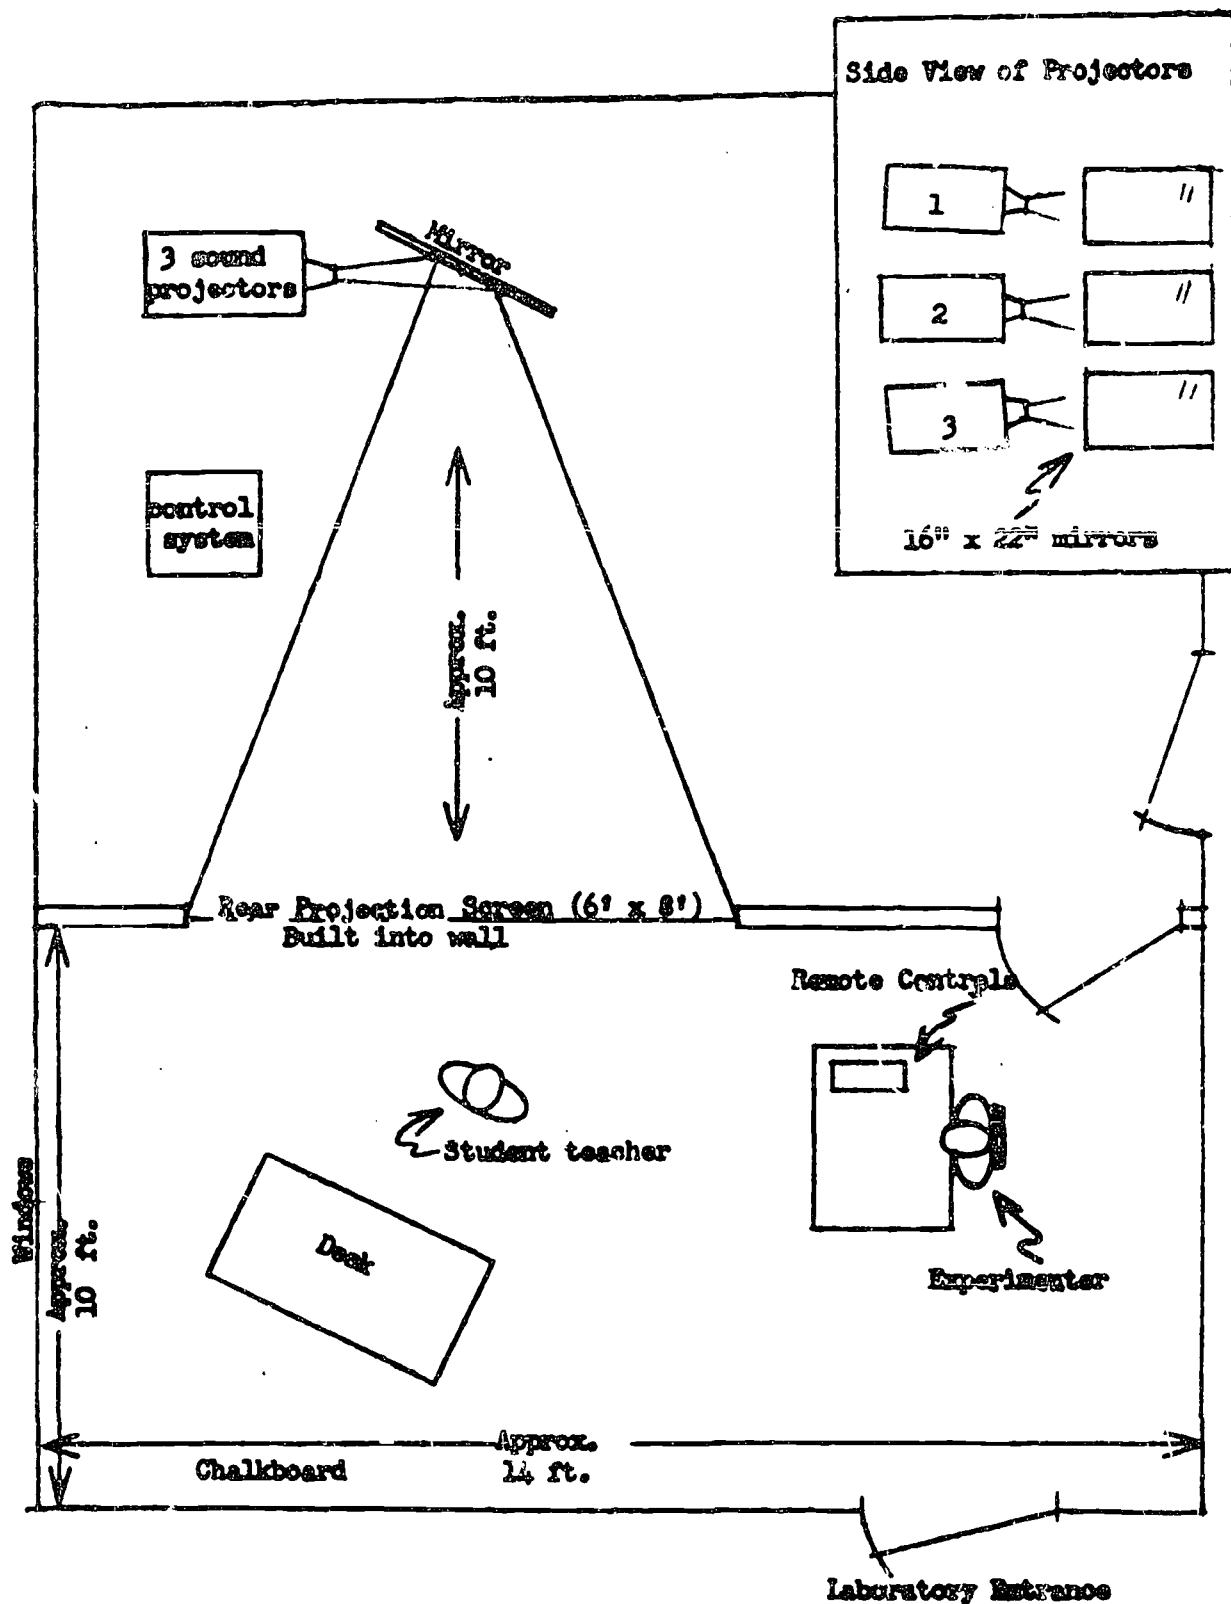 Side View of Projectors
1
2
3
16" x 22" mirrors
3 sound
projectors
Mirror
control
system
Approx.
10 ft.
Rear Projection Screen (6' x 8')
Built into wall
Remote Controls
Student teacher
Experimenter
Desk
Windows
Approx.
10 ft.
Approx.
14 ft.
Chalkboard
Laboratory Entrance